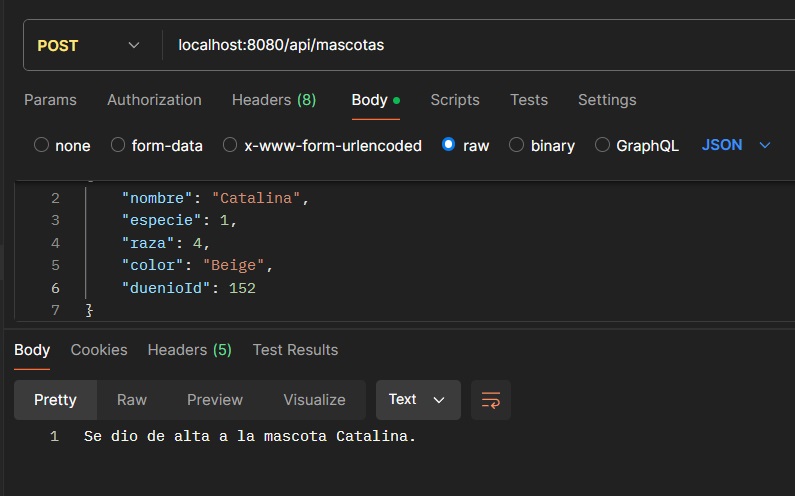 POST localhost:8080/api/mascotas
Params Authorization Headers (8) Body Scripts Tests Settings
none form-data x-www-form-urlencoded raw binary GraphQL JSON
2 "nombre": "Catalina",
3 "especie": 1,
4 "raza": 4,
5 "color": "Beige",
6 "duenioId": 152
7 }
Body Cookies Headers (5) Test Results
Pretty Raw Preview Visualize Text
1 Se dio de alta a la mascota Catalina.